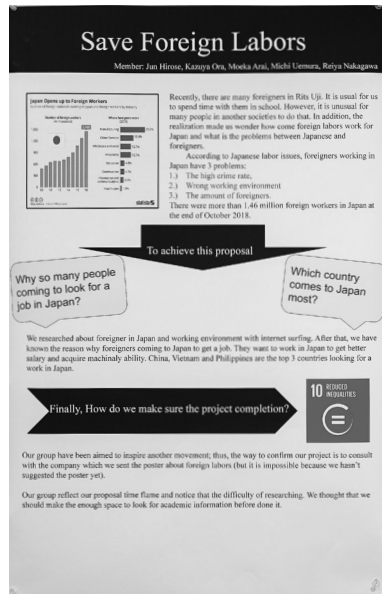 Save Foreign Labors
Member: Jun Hirose, Kazuya Ora, Moeka Arai, Michi Uemura, Reiya Nakagawa
Japan Opens up to Foreign Workers
Recently, there are many foreigners in Rits Uji. It is usual for us
to spend time with them in school. However, it is unusual for
many people in another societies to do that. In addition, the
realization made us wonder how come foreign labors work for
Japan and what is the problems between Japanese and
foreigners.
According to Japanese labor issues, foreigners working in
Japan have 3 problems:
1.) The high crime rate,
2.) Wrong working environment
3.) The amount of foreigners.
There were more than 1.46 million foreign workers in Japan at
the end of October 2018.
statista
To achieve this proposal
Why so many people
coming to look for a
job in Japan?
Which country
comes to Japan
most?
We researched about foreigner in Japan and working environment with internet surfing. After that, we have
known the reason why foreigners coming to Japan to get a job. They want to work in Japan to get better
salary and acquire machinaly ability. China, Vietnam and Philippines are the top 3 countries looking for a
work in Japan.
Finally, How do we make sure the project completion?
10 REDUCED
INEQUALITIES
Our group have been aimed to inspire another movement; thus, the way to confirm our project is to consult
with the company which we sent the poster about foreign labors (but it is impossible because we hasn't
suggested the poster yet).
Our group reflect our proposal time flame and notice that the difficulty of researching. We thought that we
should make the enough space to look for academic information before done it.